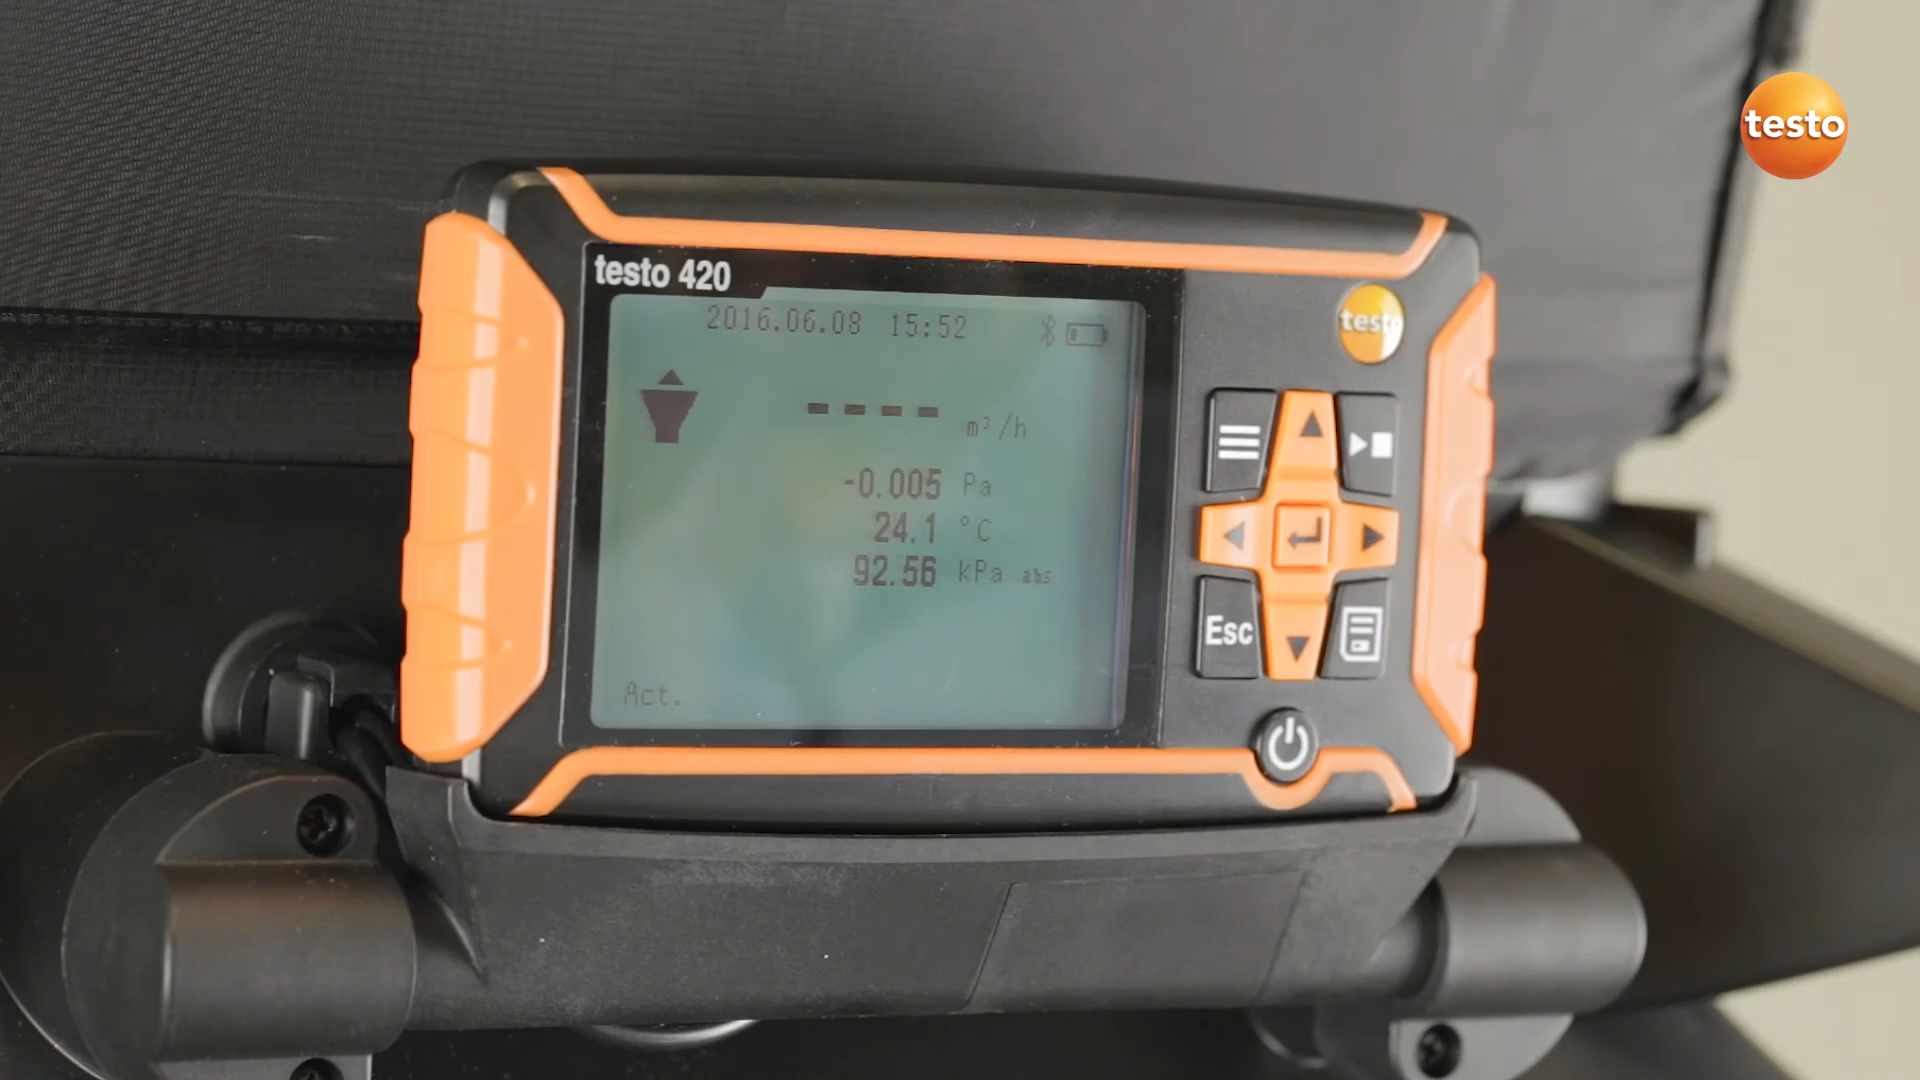 testo
testo 420
2016.06.08 15:52
testo
---- m³/h
-0.005 Pa
24.1 °C
92.56 kPa abs
Act.
Esc